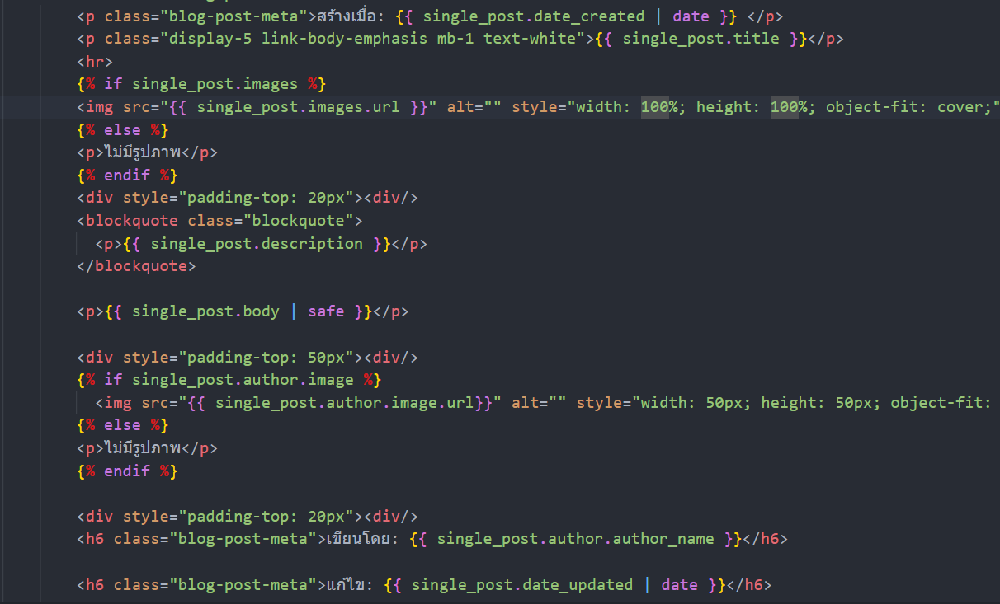 <p class="blog-post-meta">สร้างเมื่อ: {{ single_post.date_created | date }} </p>
<p class="display-5 link-body-emphasis mb-1 text-white">{{ single_post.title }}</p>
<hr>
{% if single_post.images %}
<img src="{{ single_post.images.url }}" alt="" style="width: 100%; height: 100%; object-fit: cover;"
{% else %}
<p>ไม่มีรูปภาพ</p>
{% endif %}
<div style="padding-top: 20px"><div/>
<blockquote class="blockquote">
<p>{{ single_post.description }}</p>
</blockquote>
<p>{{ single_post.body | safe }}</p>
<div style="padding-top: 50px"><div/>
{% if single_post.author.image %}
<img src="{{ single_post.author.image.url}}" alt="" style="width: 50px; height: 50px; object-fit:
{% else %}
<p>ไม่มีรูปภาพ</p>
{% endif %}
<div style="padding-top: 20px"><div/>
<h6 class="blog-post-meta">เขียนโดย: {{ single_post.author.author_name }}</h6>
<h6 class="blog-post-meta">แก้ไข: {{ single_post.date_updated | date }}</h6>